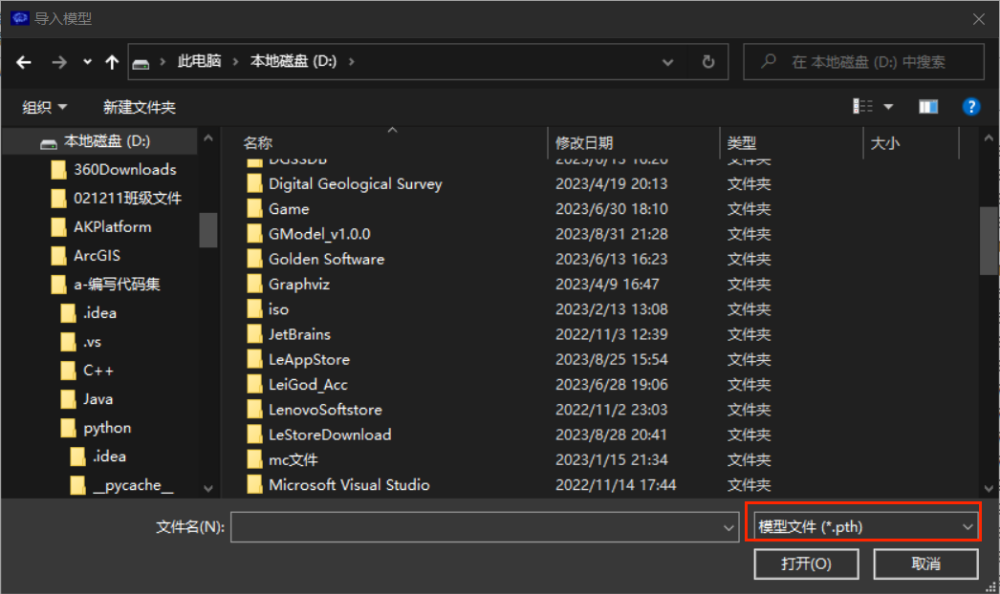 导入模型
此电脑 本地磁盘 (D:)
在 本地磁盘 (D:) 中搜索
组织 新建文件夹 ?
本地磁盘 (D:)
360Downloads
021211班级文件
AKPlatform
ArcGIS
a-编写代码集
.idea
.vs
C++
Java
python
.idea
__pycache__
名称 修改日期 类型 大小
DGSSDB 2023/6/13 16:26 文件夹
Digital Geological Survey 2023/4/19 20:13 文件夹
Game 2023/6/30 18:10 文件夹
GModel_v1.0.0 2023/8/31 21:28 文件夹
Golden Software 2023/6/13 16:23 文件夹
Graphviz 2023/4/9 16:47 文件夹
iso 2023/2/13 13:08 文件夹
JetBrains 2022/11/3 12:39 文件夹
LeAppStore 2023/8/25 15:54 文件夹
LeiGod_Acc 2023/6/28 19:06 文件夹
LenovoSoftstore 2022/11/2 23:03 文件夹
LeStoreDownload 2023/8/28 20:41 文件夹
mc文件 2023/1/15 21:34 文件夹
Microsoft Visual Studio 2022/11/14 17:44 文件夹
文件名(N): 模型文件 (*.pth)
打开(O) 取消